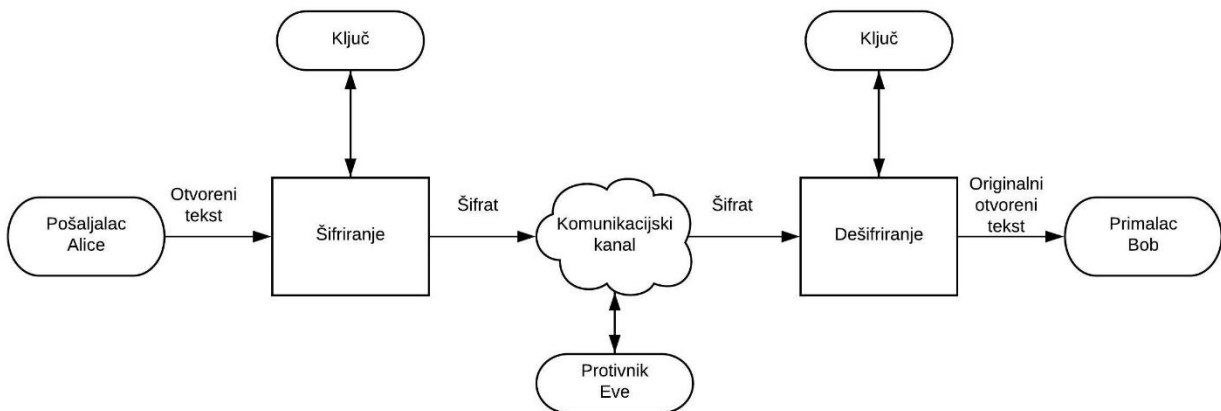 Ključ
Ključ
Pošaljalac
Alice
Otvoreni
tekst
Šifriranje
Šifrat
Komunikacijski
kanal
Šifrat
Dešifriranje
Originalni
otvoreni
tekst
Primalac
Bob
Protivnik
Eve